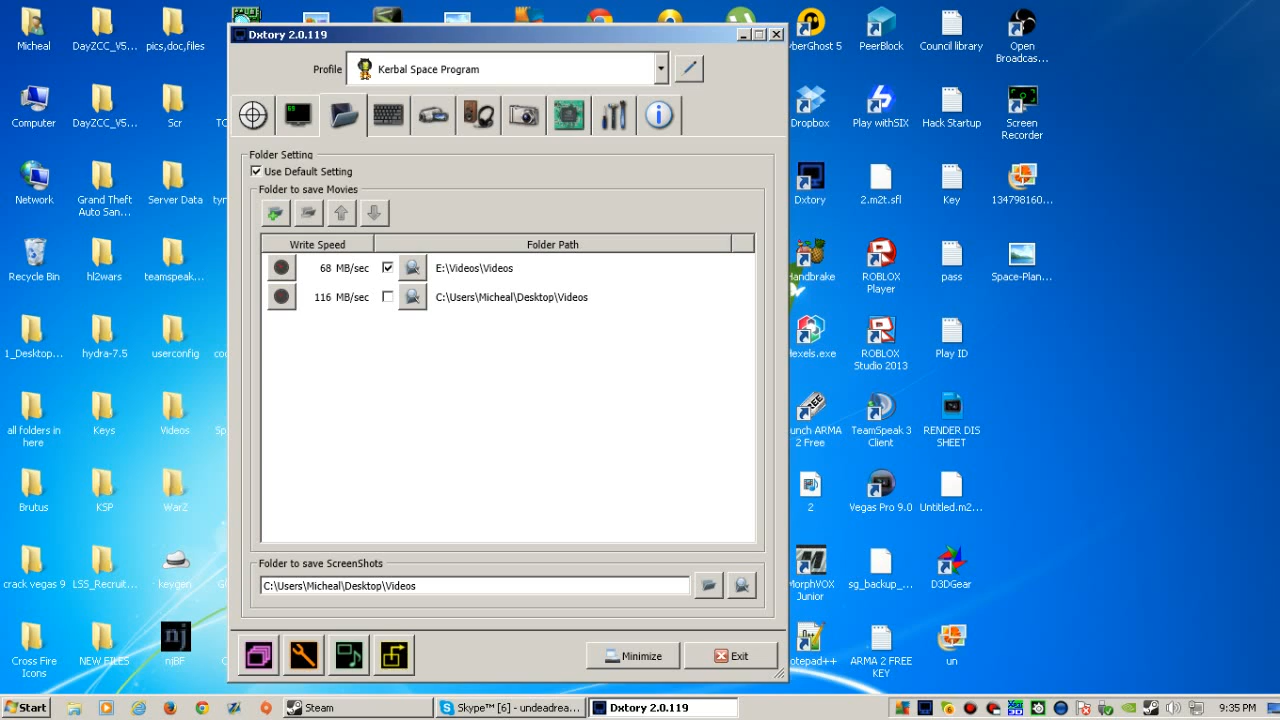 Micheal
DayZCC_V5...
pics,doc,files
Computer
DayZCC_V5...
Scr
Network
Grand Theft
Auto San...
Server Data
Recycle Bin
hl2wars
teamspeak...
1_Desktop...
hydra-7.5
userconfig
all folders in
here
Keys
Videos
Brutus
KSP
WarZ
crack vegas 9
LSS_Recruit...
keygen
Cross Fire
Icons
NEW FILES
njBF
Dxtory 2.0.119
Profile
Kerbal Space Program
Folder Setting
Use Default Setting
Folder to save Movies
Write Speed
Folder Path
68 MB/sec
E:\Videos\Videos
116 MB/sec
C:\Users\Micheal\Desktop\Videos
Folder to save ScreenShots
C:\Users\Micheal\Desktop\Videos
Minimize
Exit
yberGhost 5
PeerBlock
Council library
Open
Broadcas...
Dropbox
Play withSIX
Hack Startup
Screen
Recorder
Dxtory
2.m2t.sfl
Key
134798160...
Handbrake
ROBLOX
Player
pass
Space-Plan...
Hexels.exe
ROBLOX
Studio 2013
Play ID
unch ARMA
2 Free
TeamSpeak 3
Client
RENDER DIS
SHEET
2
Vegas Pro 9.0
Untitled.m2...
MorphVOX
Junior
sg_backup_...
D3DGear
otepad++
ARMA 2 FREE
KEY
un
Start
Steam
Skype™ [6] - undeadrea...
Dxtory 2.0.119
9:35 PM